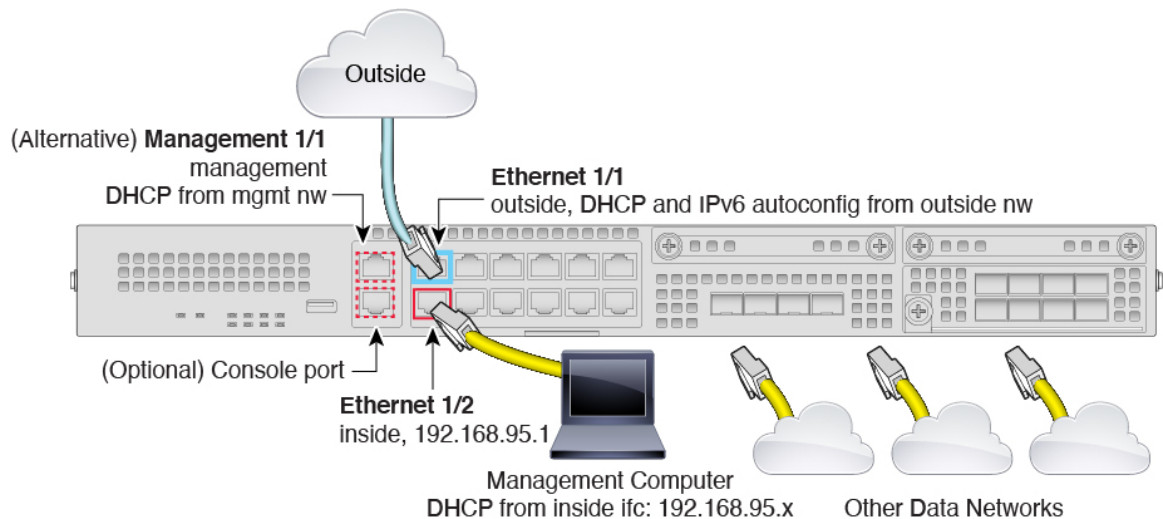 Outside
(Alternative) Management 1/1
management
DHCP from mgmt nw
Ethernet 1/1
outside, DHCP and IPv6 autoconfig from outside nw
(Optional) Console port
Ethernet 1/2
inside, 192.168.95.1
Management Computer
DHCP from inside ifc: 192.168.95.x
Other Data Networks